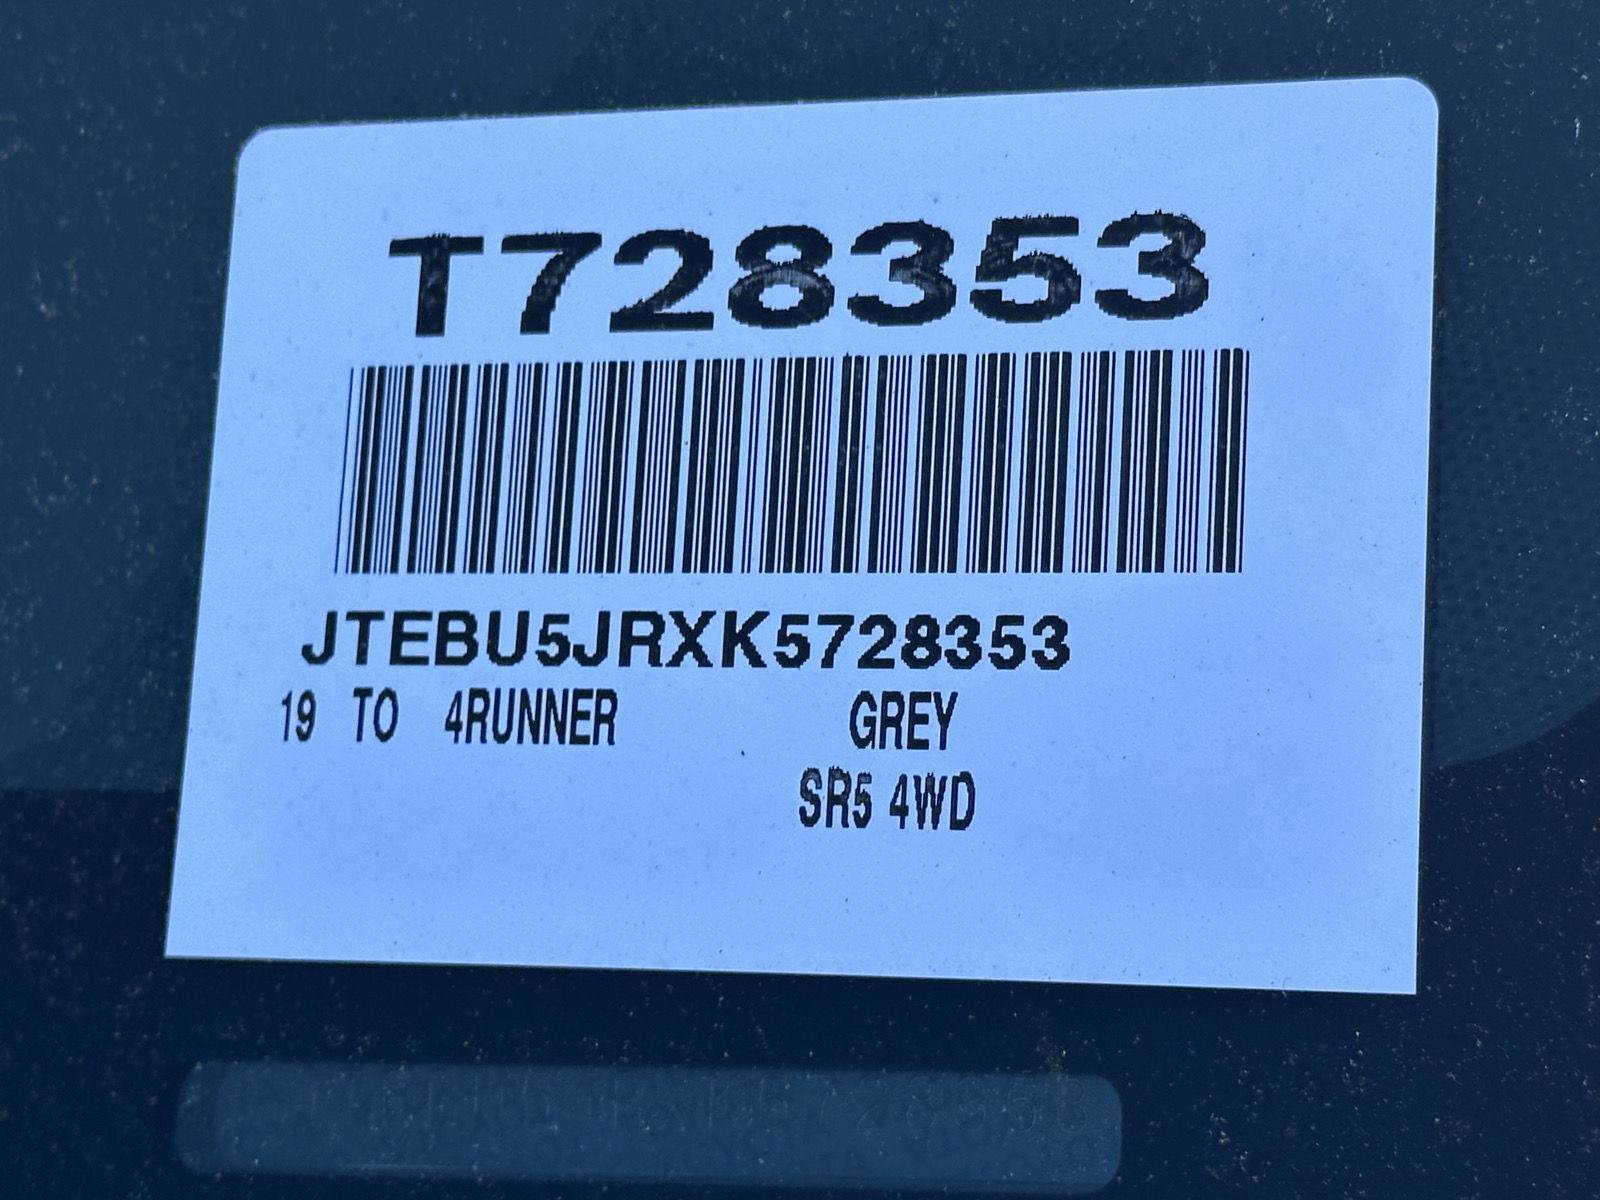 T728353
JTEBU5JRXK5728353
19 TO 4RUNNER GREY
SR5 4WD